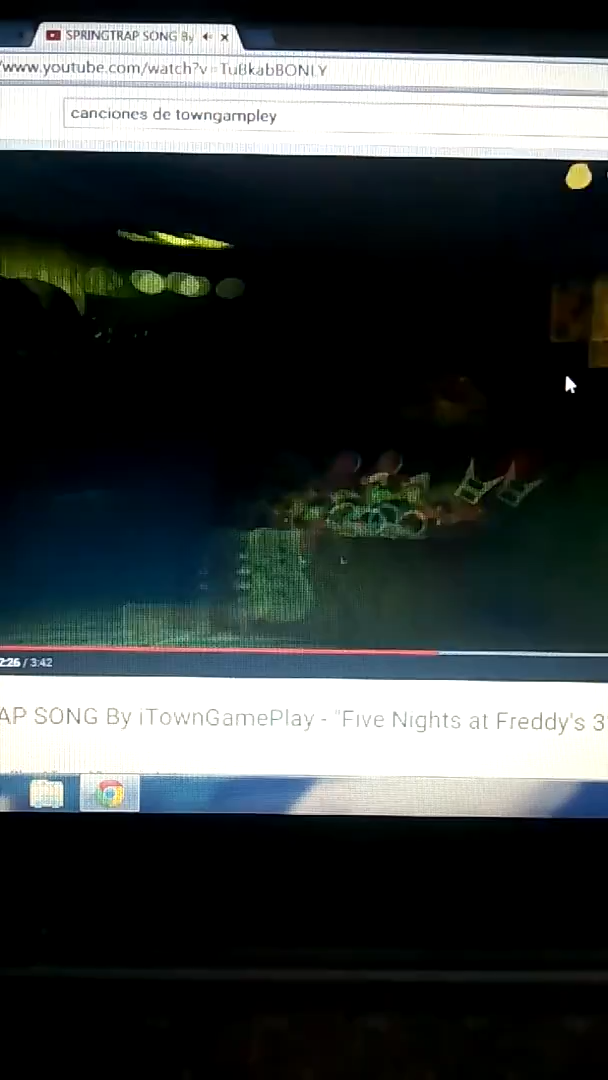 SPRINGTRAP SONG By
/www.youtube.com/watch?v=TuBkabBONLY
canciones de towngampley
2:26 / 3:42
AP SONG By iTownGamePlay - "Five Nights at Freddy's 3"